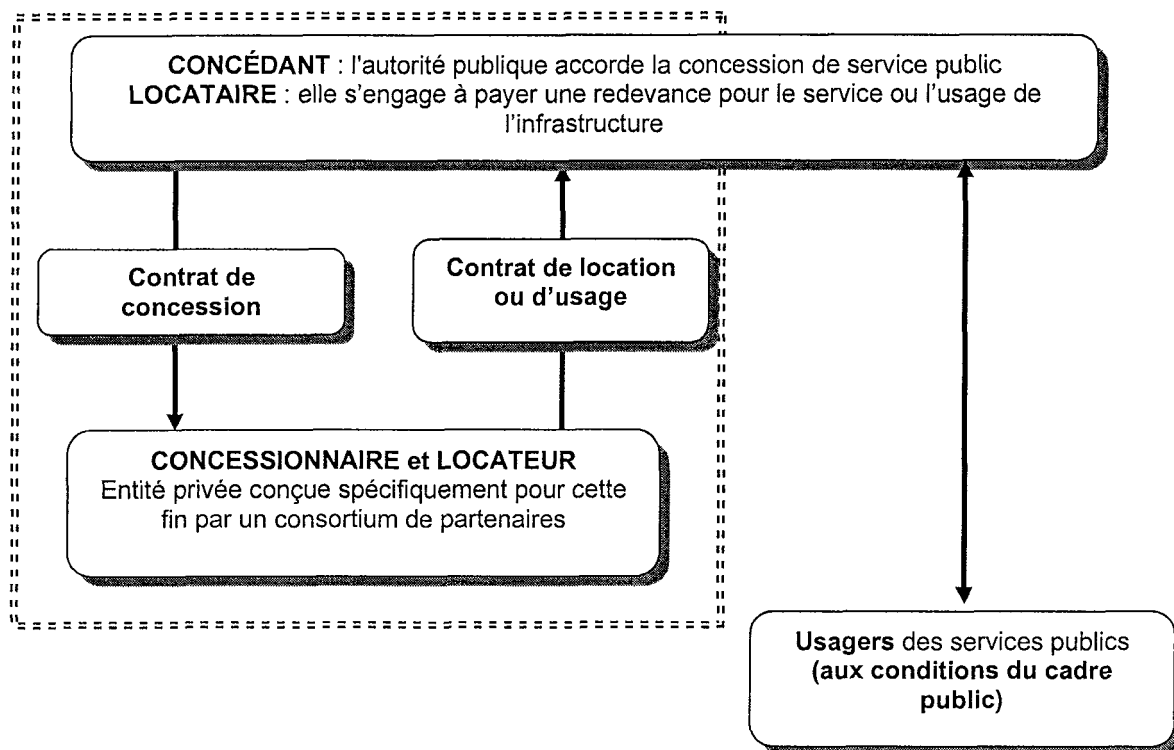 CONCÉDANT : l'autorité publique accorde la concession de service public
LOCATAIRE : elle s'engage à payer une redevance pour le service ou l'usage de
l'infrastructure
Contrat de
concession
Contrat de location
ou d'usage
CONCESSIONNAIRE et LOCATEUR
Entité privée conçue spécifiquement pour cette
fin par un consortium de partenaires
Usagers des services publics
(aux conditions du cadre
public)